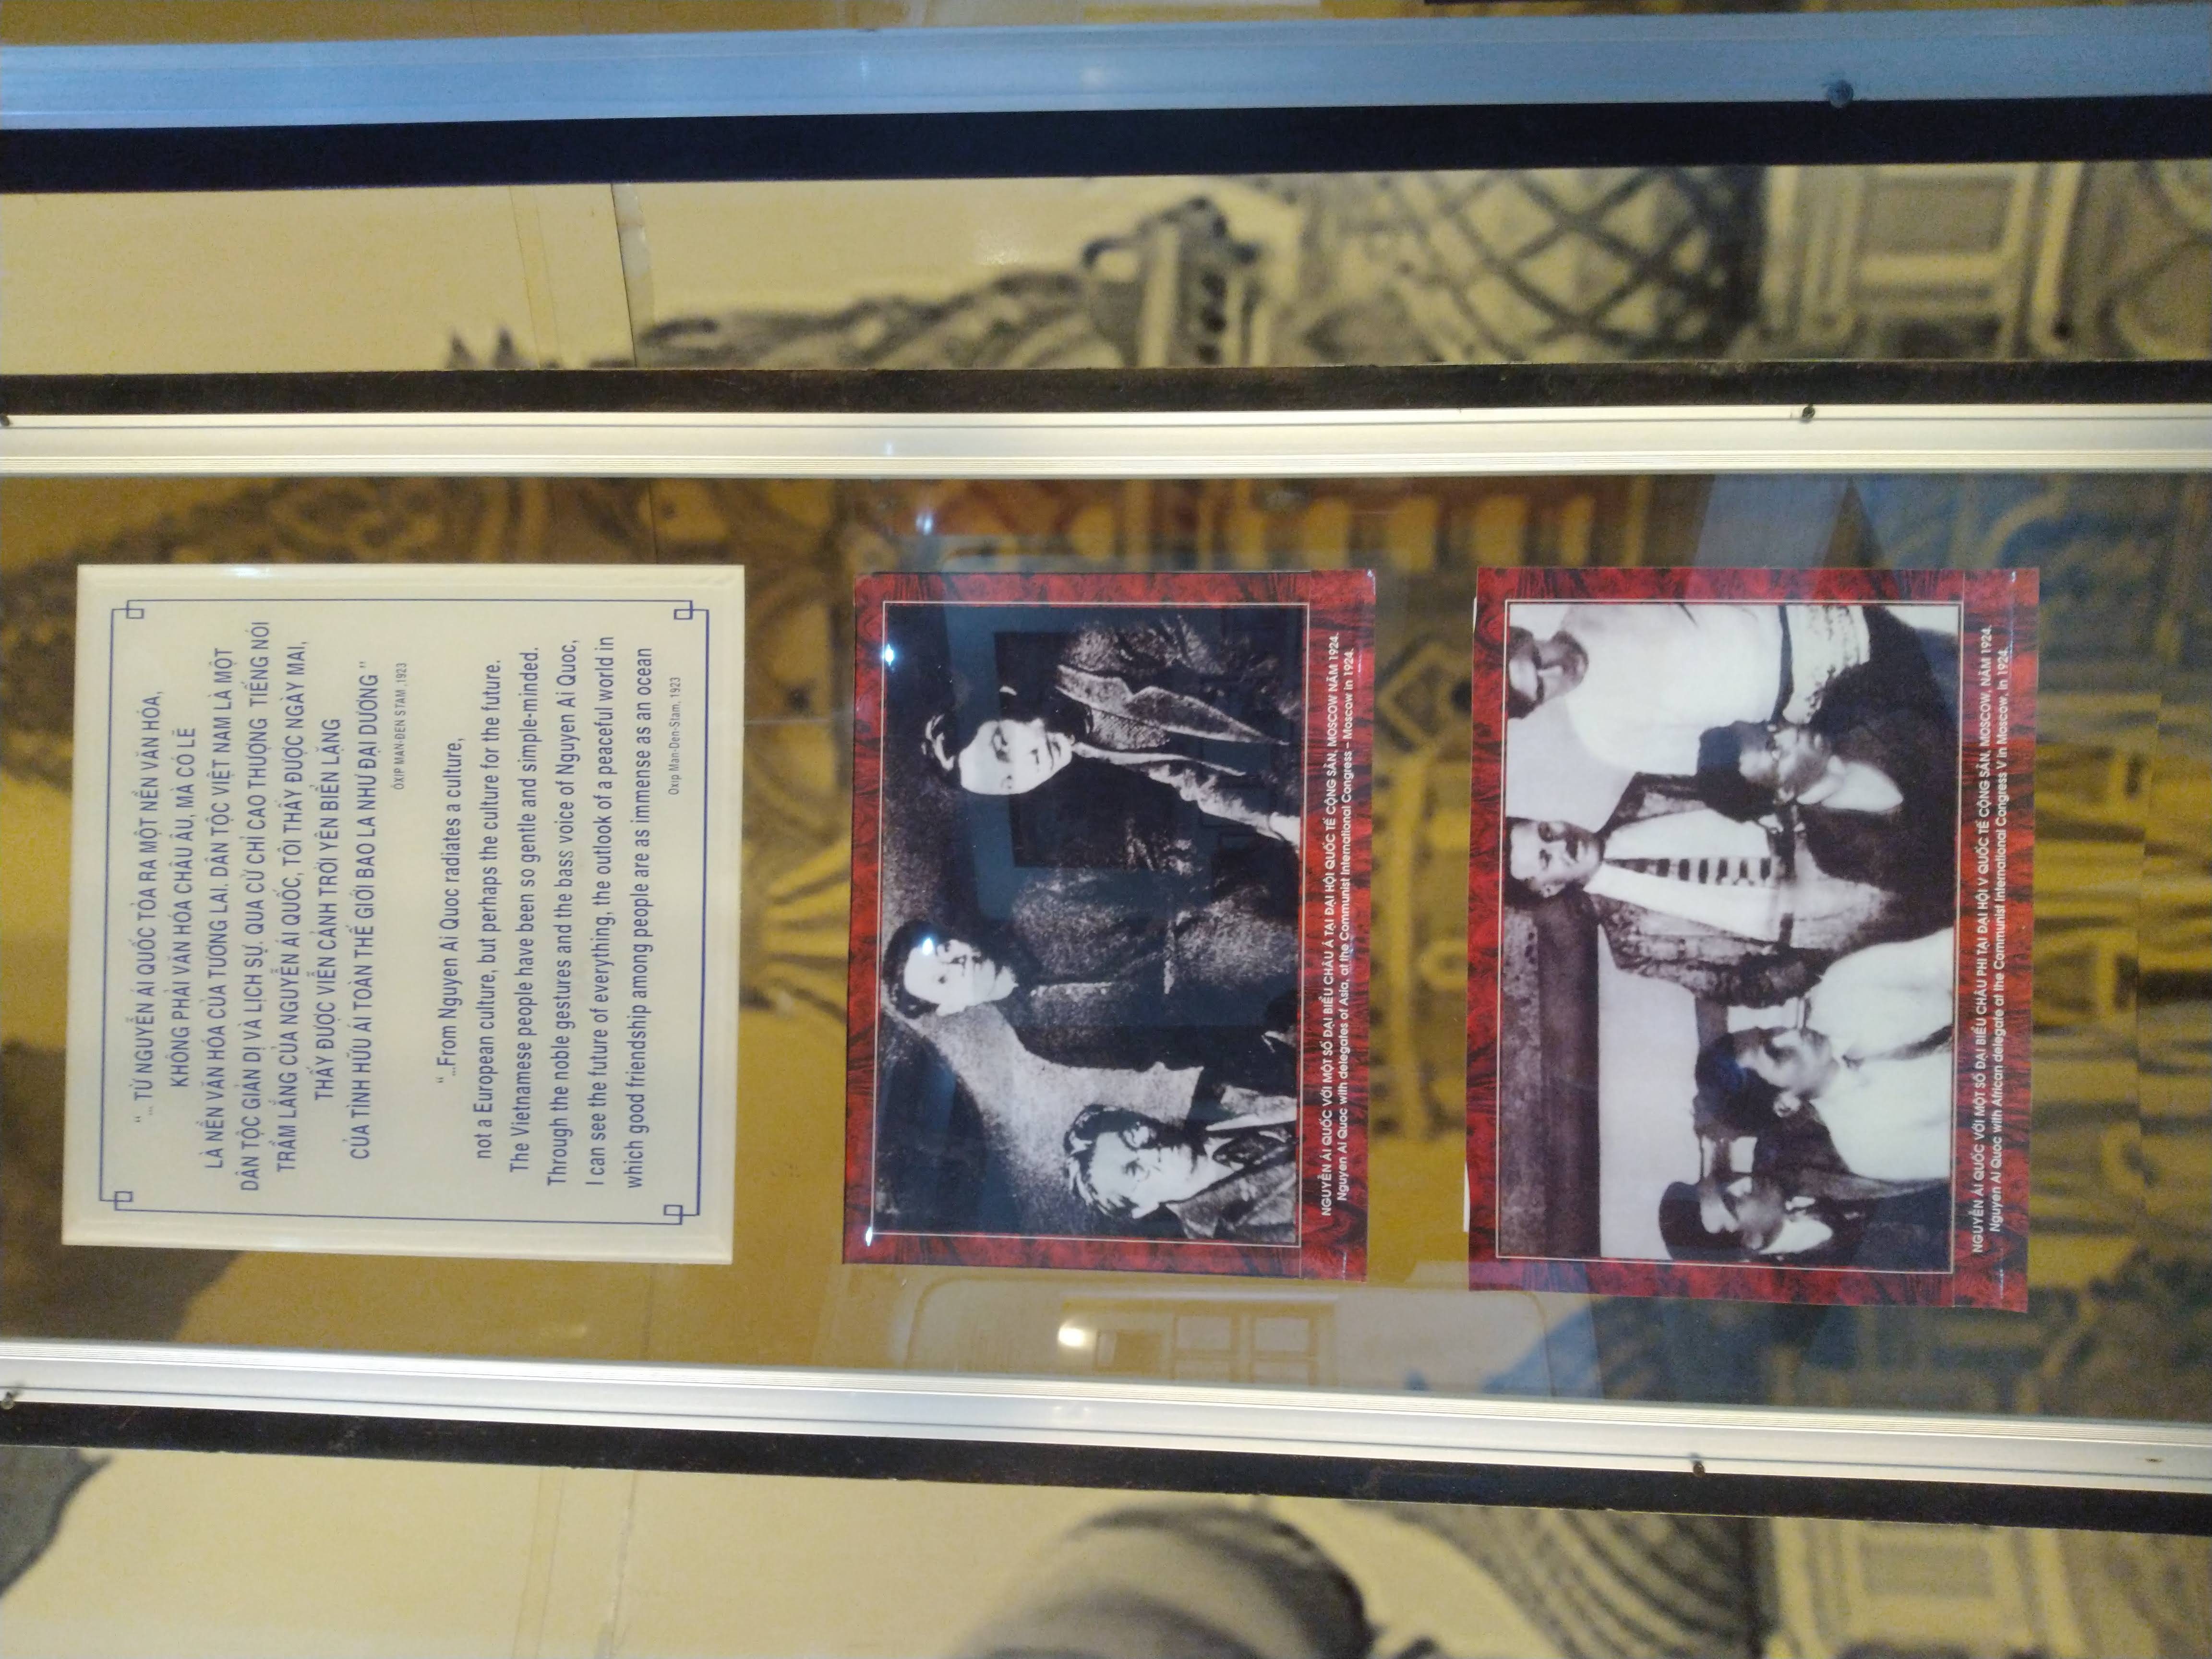 “... TỪ NGUYỄN ÁI QUỐC TỎA RA MỘT NỀN VĂN HÓA,
KHÔNG PHẢI VĂN HÓA CHÂU ÂU, MÀ CÓ LẼ
LÀ NỀN VĂN HÓA CỦA TƯƠNG LAI. DÂN TỘC VIỆT NAM LÀ MỘT
DÂN TỘC GIẢN DỊ VÀ LỊCH SỰ. QUA CỬ CHỈ CAO THƯỢNG TIẾNG NÓI
TRẦM LẮNG CỦA NGUYỄN ÁI QUỐC, TÔI THẤY ĐƯỢC NGÀY MAI,
THẤY ĐƯỢC VIỄN CẢNH TRỜI YÊN BIỂN LẶNG
CỦA TÌNH HỮU ÁI TOÀN THẾ GIỚI BAO LA NHƯ ĐẠI DƯƠNG ”
ÔXIP MAN-ĐEN STAM ,1923
“...From Nguyen Ai Quoc radiates a culture,
not a European culture, but perhaps the culture for the future.
The Vietnamese people have been so gentle and simple-minded.
Through the noble gestures and the bass voice of Nguyen Ai Quoc,
I can see the future of everything, the outlook of a peaceful world in
which good friendship among people are as immense as an ocean
Oxip Man-Den-Stam, 1923
NGUYỄN ÁI QUỐC VỚI MỘT SỐ ĐẠI BIỂU CHÂU Á TẠI ĐẠI HỘI QUỐC TẾ CỘNG SẢN, MOSCOW NĂM 1924.
Nguyen Ai Quoc with delegates of Asia, at the Communist International Congress – Moscow in 1924.
NGUYỄN ÁI QUỐC VỚI MỘT SỐ ĐẠI BIỂU CHÂU PHI TẠI ĐẠI HỘI V QUỐC TẾ CỘNG SẢN, MOSCOW, NĂM 1924.
Nguyen Ai Quoc with African delegate at the Communist International Congress V in Moscow, in 1924.